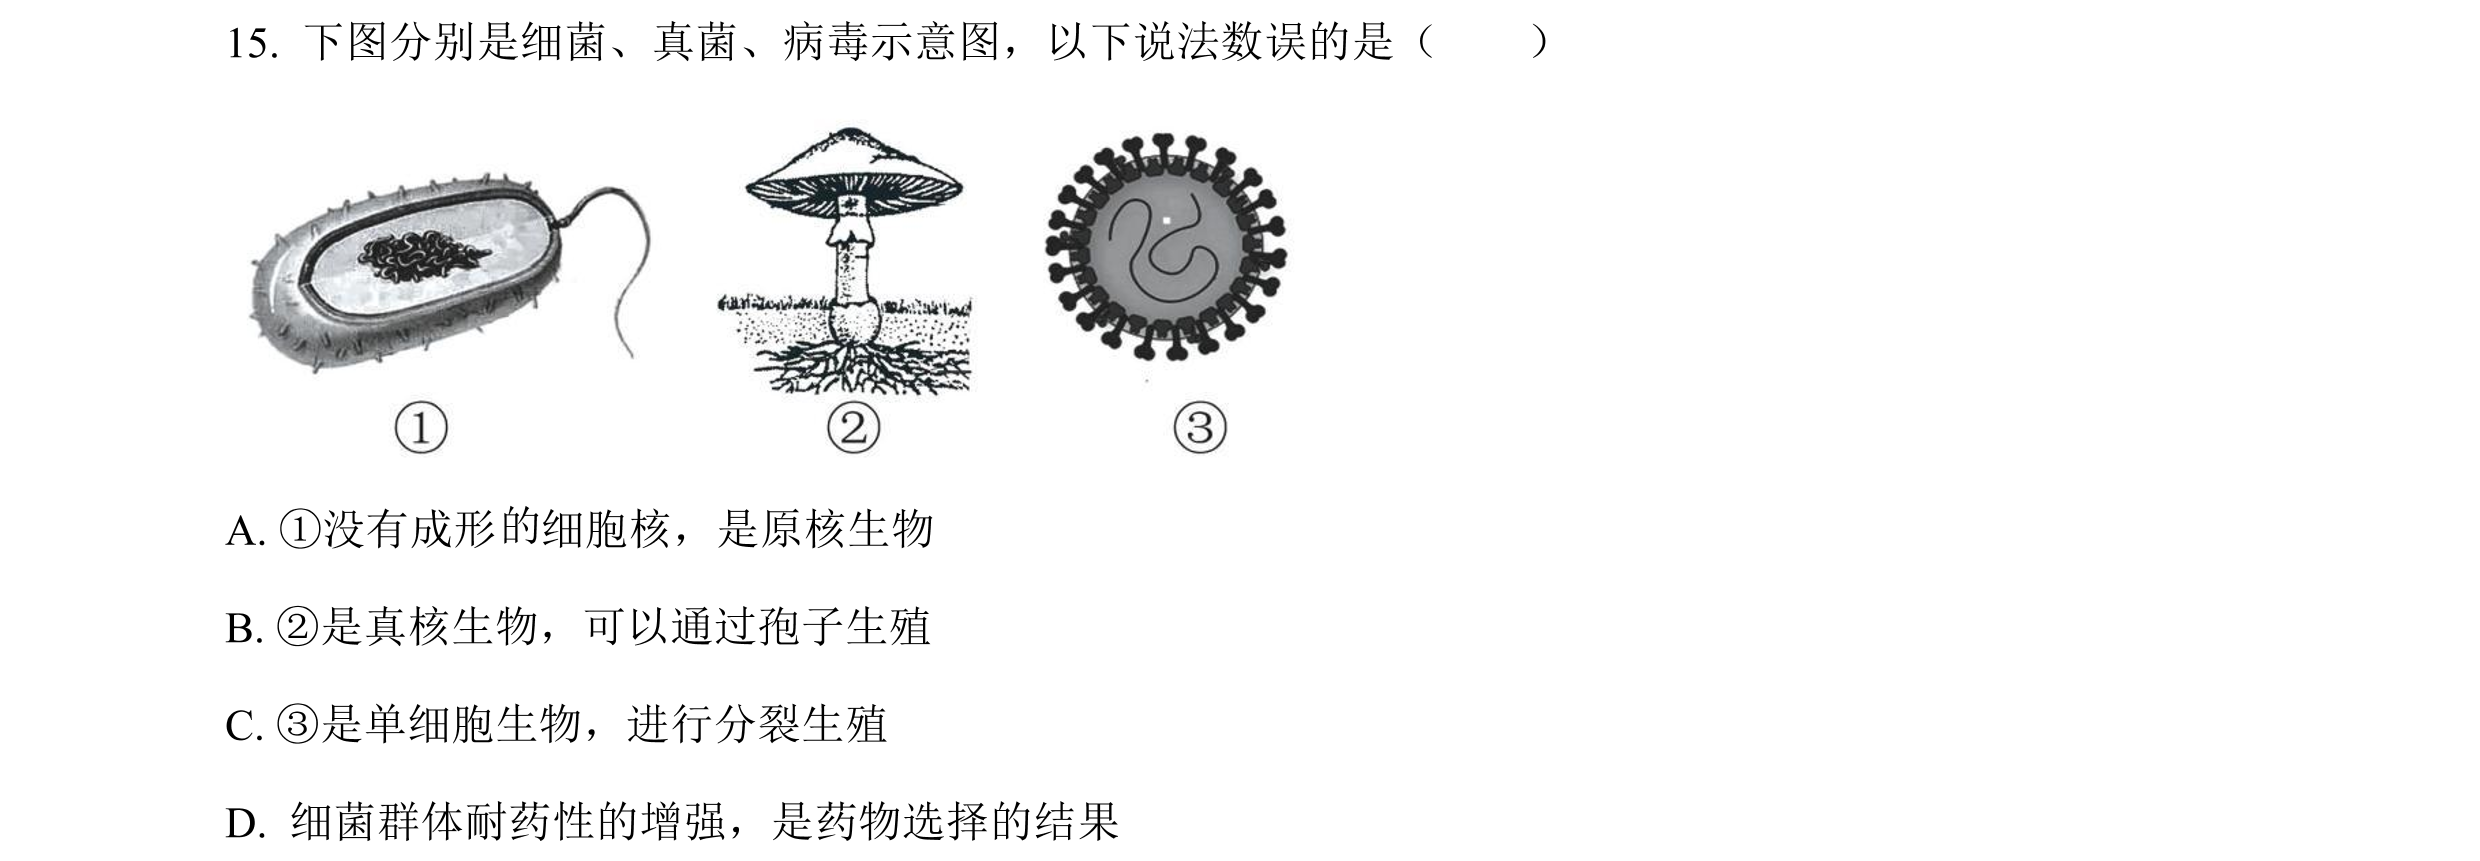 15. 下图分别是细菌、真菌、病毒示意图，以下说法数误的是（　　）
① ② ③
A. ①没有成形的细胞核，是原核生物
B. ②是真核生物，可以通过孢子生殖
C. ③是单细胞生物，进行分裂生殖
D. 细菌群体耐药性的增强，是药物选择的结果